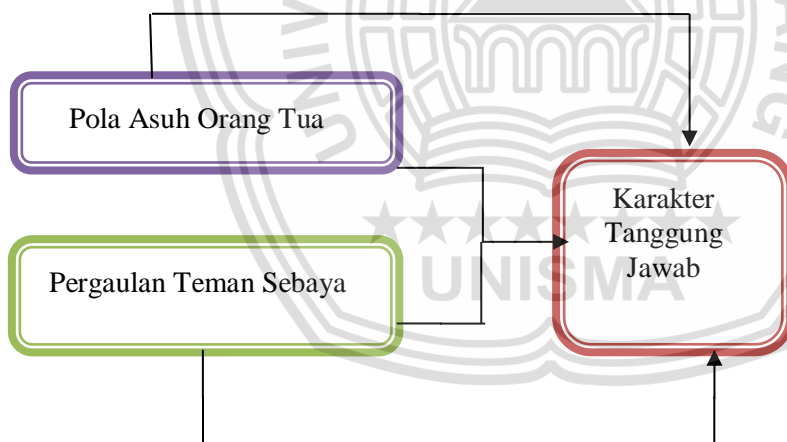 Pola Asuh Orang Tua
Karakter
Tanggung
Jawab
Pergaulan Teman Sebaya
UNISMA